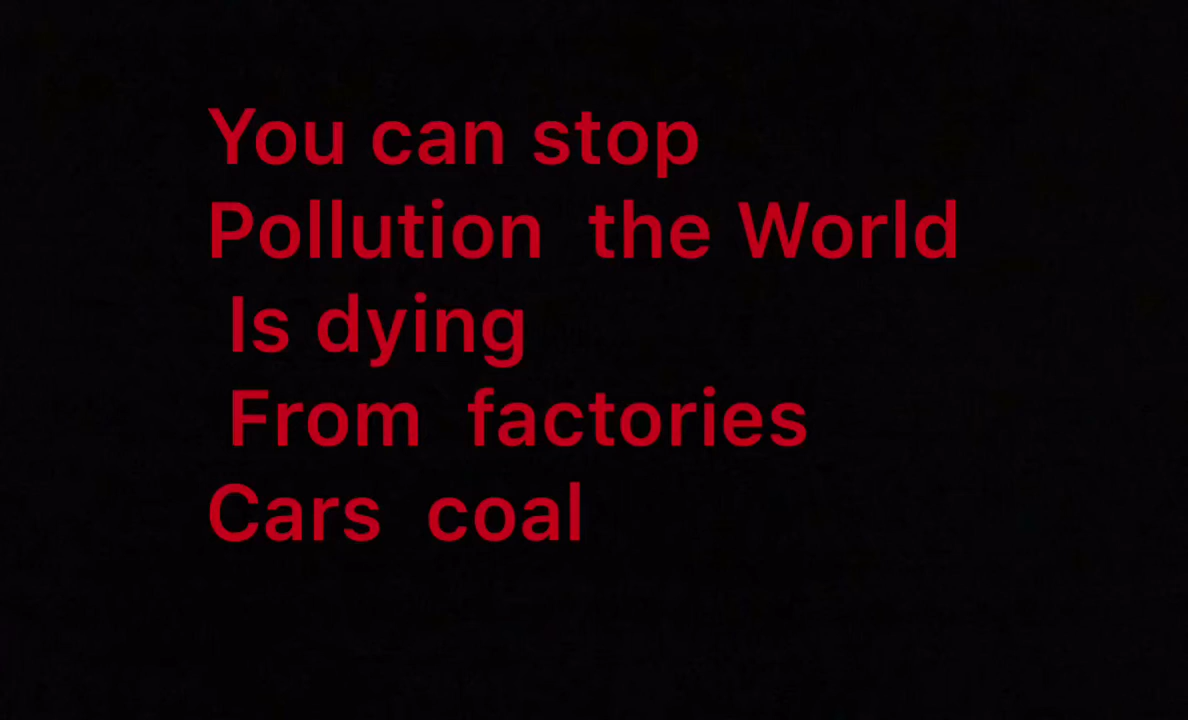 You can stop
Pollution  the World
Is dying
From  factories
Cars  coal